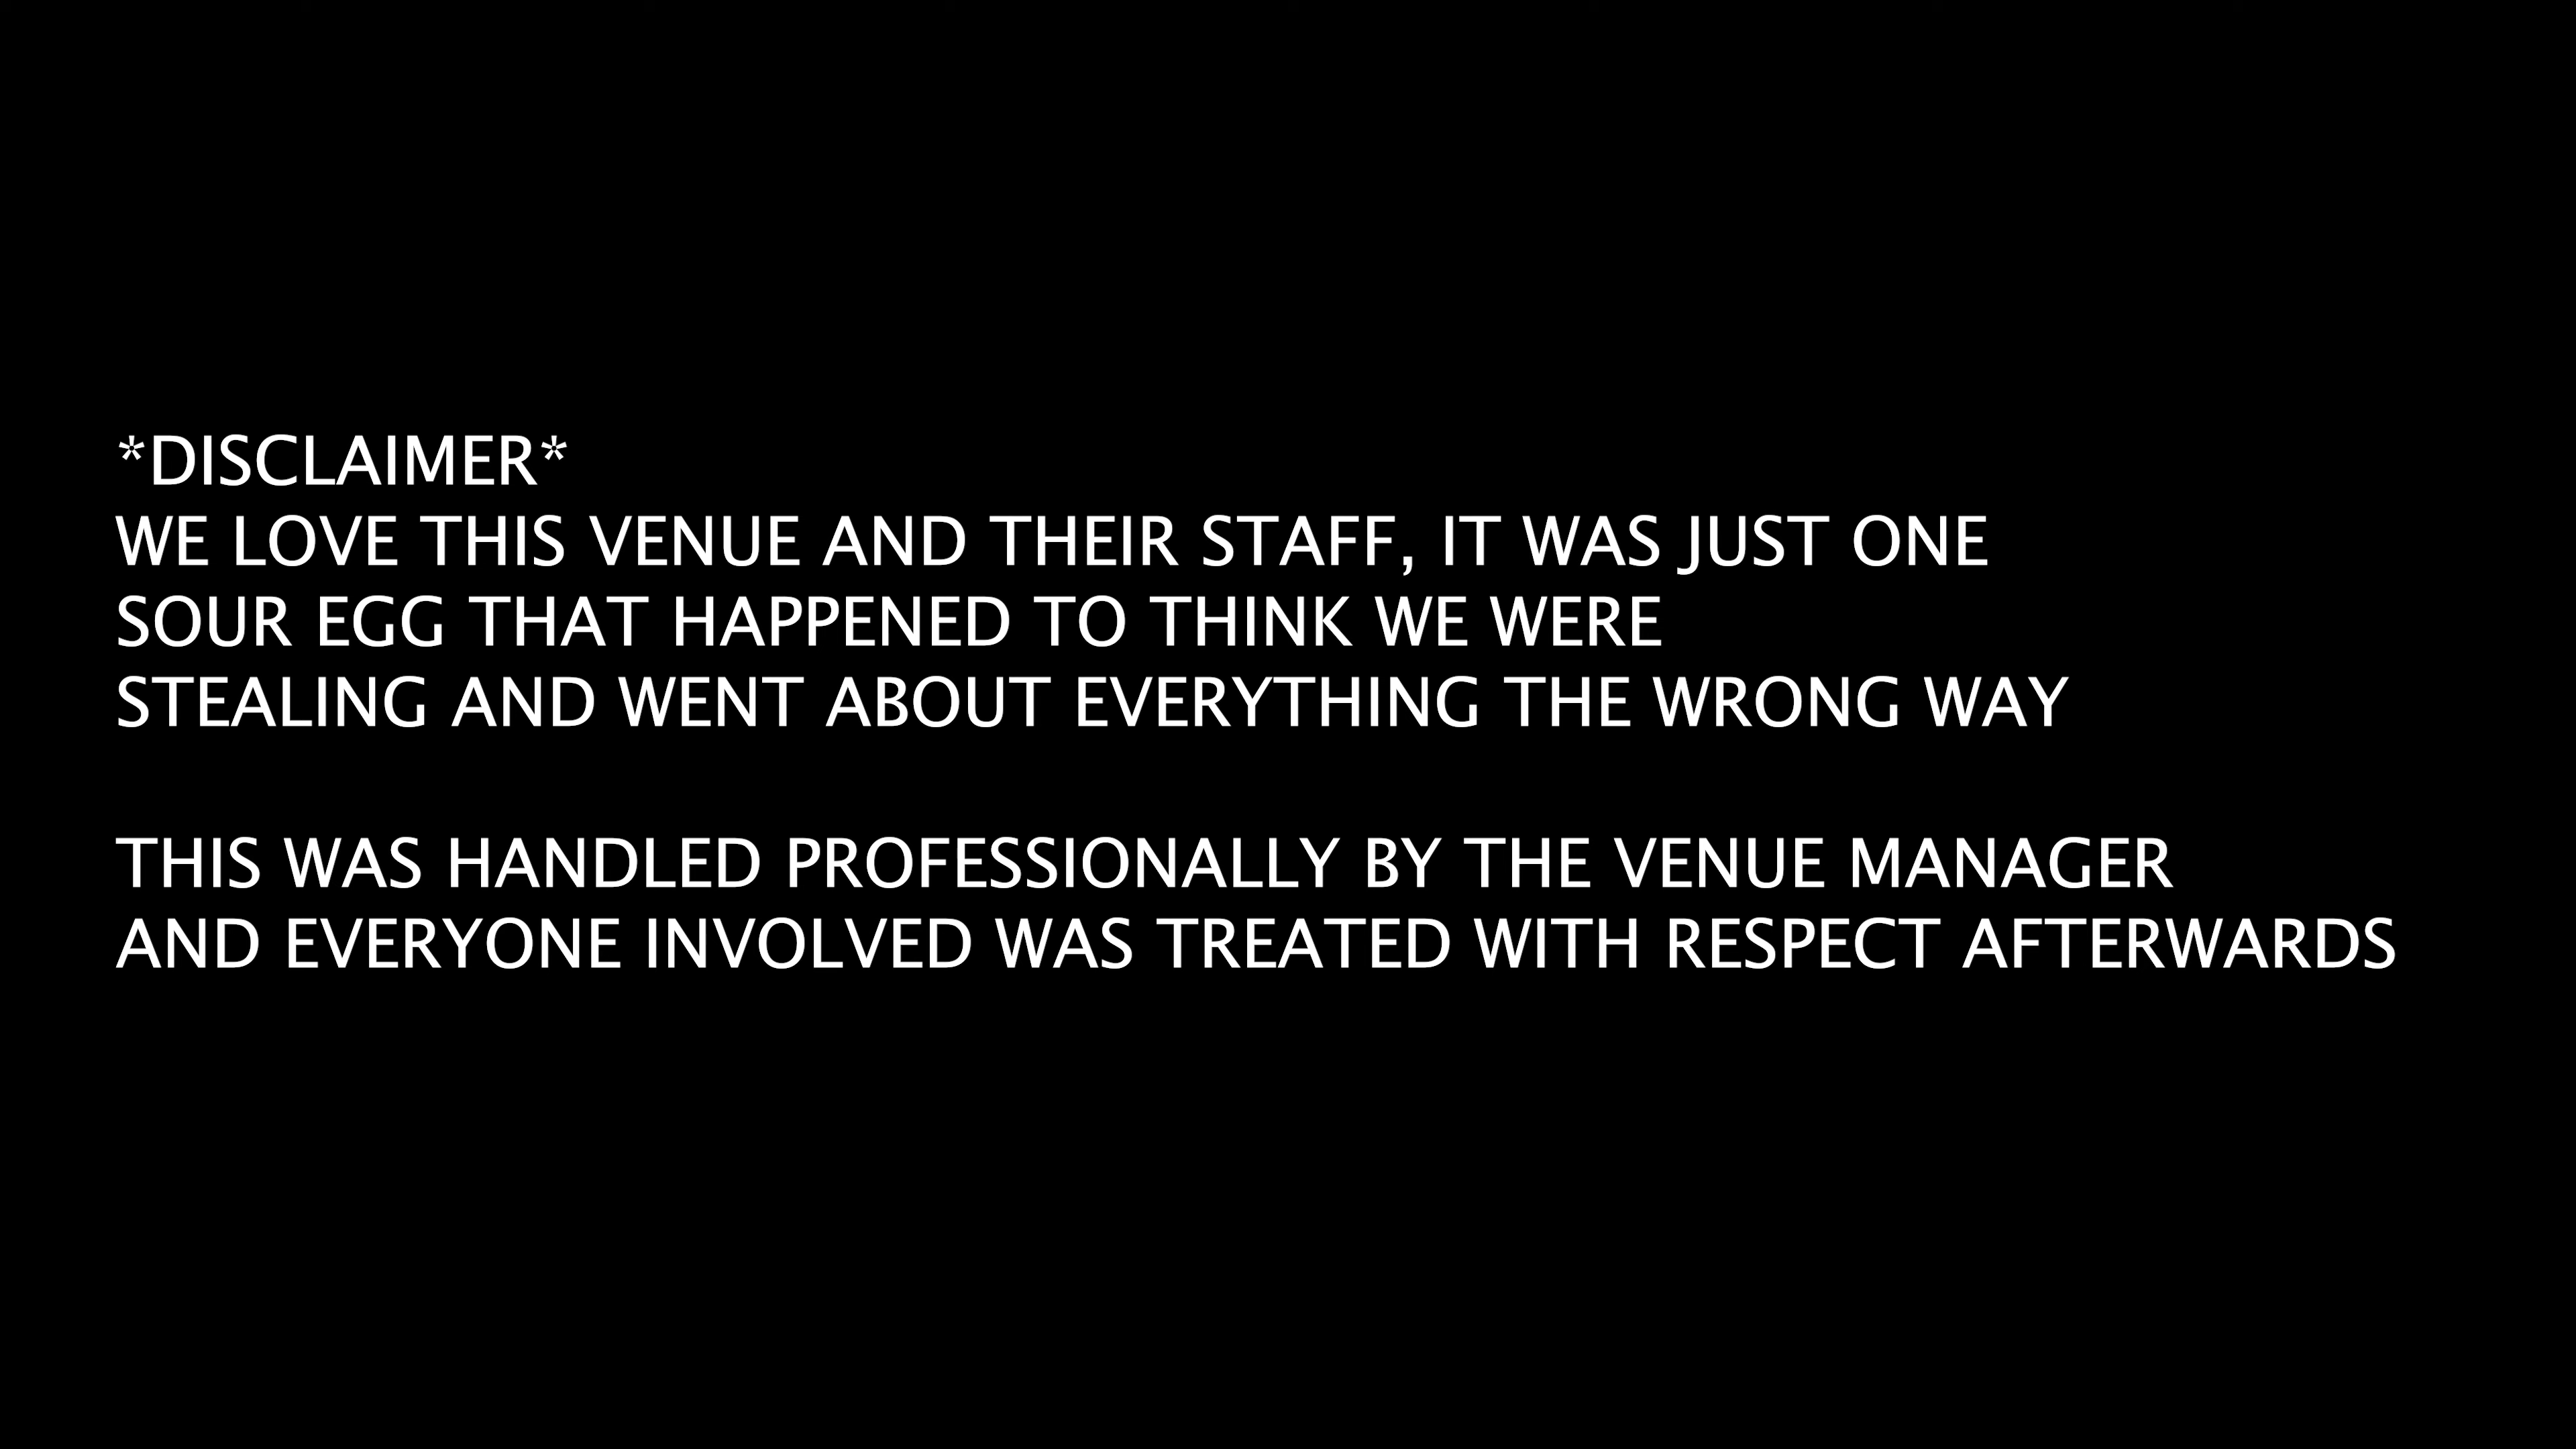 *DISCLAIMER*
WE LOVE THIS VENUE AND THEIR STAFF, IT WAS JUST ONE
SOUR EGG THAT HAPPENED TO THINK WE WERE
STEALING AND WENT ABOUT EVERYTHING THE WRONG WAY
THIS WAS HANDLED PROFESSIONALLY BY THE VENUE MANAGER
AND EVERYONE INVOLVED WAS TREATED WITH RESPECT AFTERWARDS